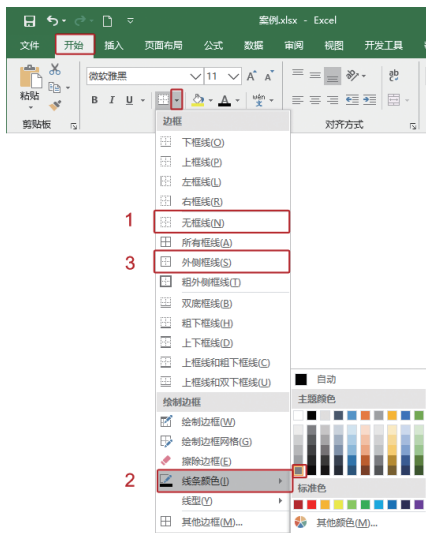 案例.xlsx - Excel
文件 开始 插入 页面布局 公式 数据 审阅 视图 开发工具
粘贴 微软雅黑 11 A A ab
B I U A wén 文
剪贴板 对齐方式
边框
下框线(O)
上框线(P)
左框线(L)
右框线(R)
1 无框线(N)
所有框线(A)
3 外侧框线(S)
粗外侧框线(T)
双底框线(B)
粗下框线(H)
上下框线(D)
上框线和粗下框线(C)
上框线和双下框线(U)
自动
绘制边框 主题颜色
绘制边框(W)
绘制边框网格(G)
擦除边框(E)
2 线条颜色(I)
标准色
线型(Y)
其他边框(M)... 其他颜色(M)...